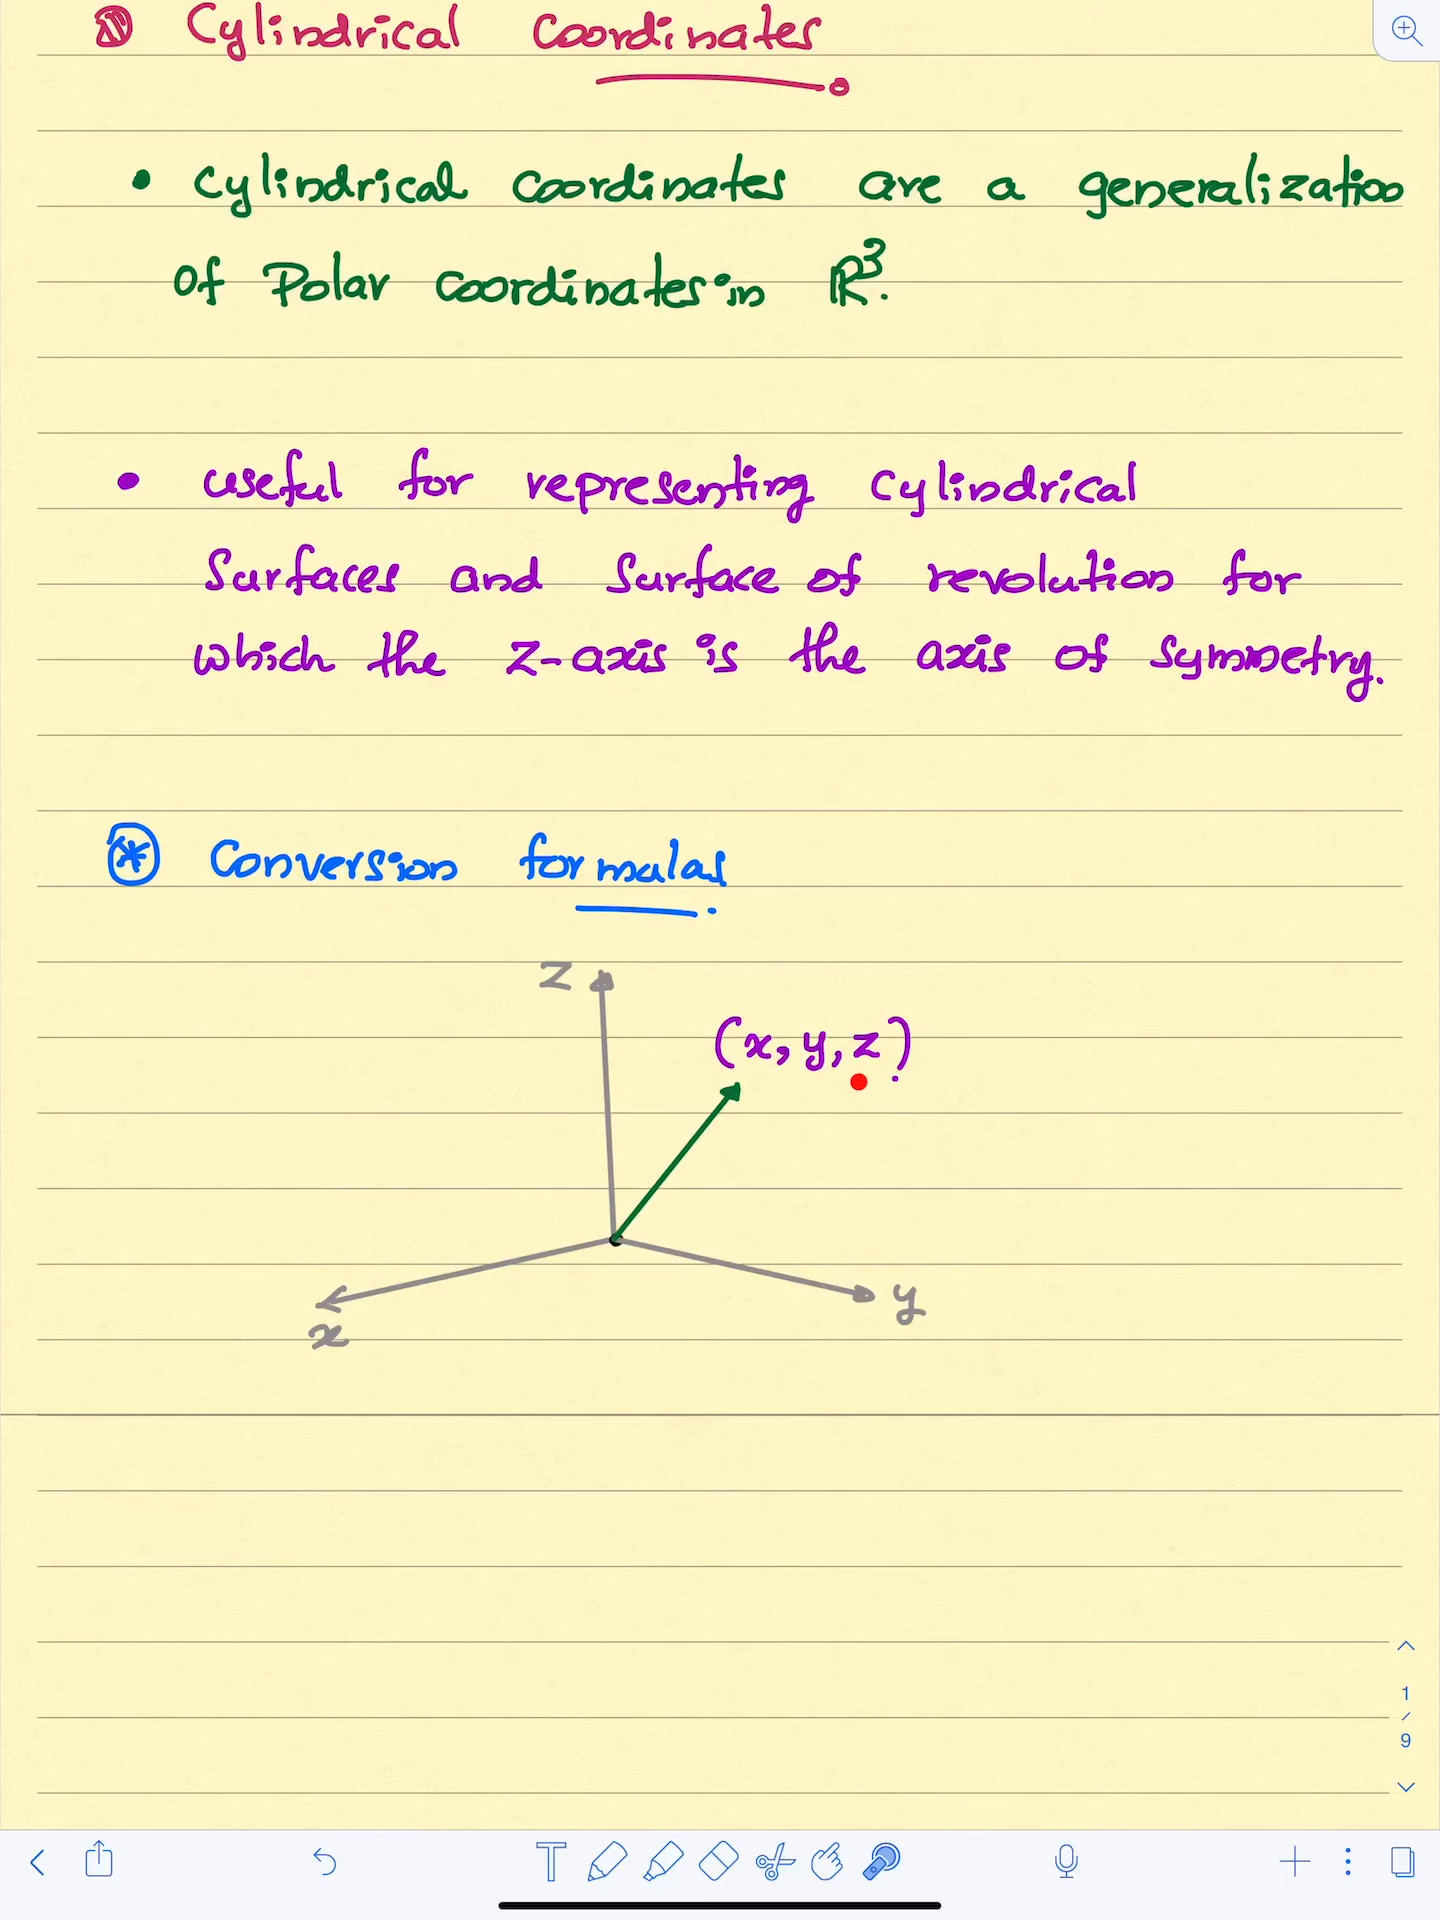 Cylindrical Coordinates
• Cylindrical coordinates are a generalization
of Polar coordinates in ℝ³.
• useful for representing cylindrical
Surfaces and Surface of revolution for
which the z-axis is the axis of symmetry.
⊛ Conversion formulas.
z
(x, y, z).
y
x
1
/
9
T